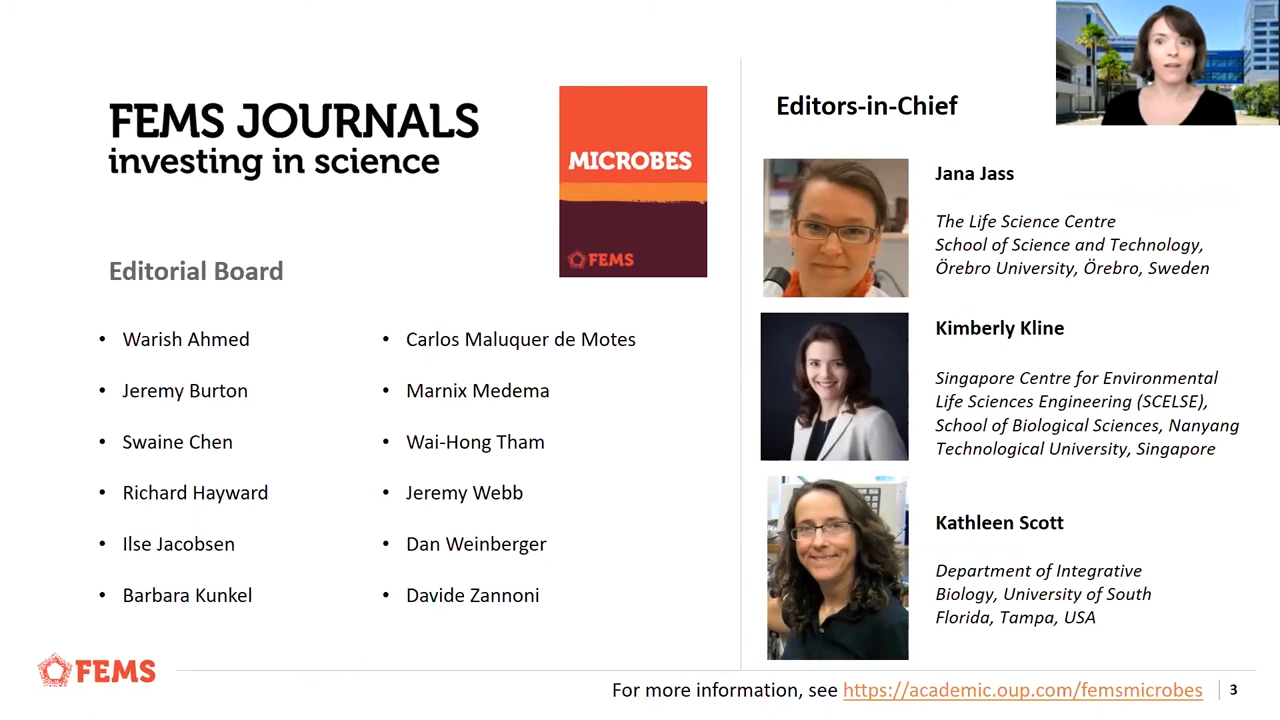 FEMS JOURNALS
investing in science
MICROBES
FEMS
Editorial Board
• Warish Ahmed
• Jeremy Burton
• Swaine Chen
• Richard Hayward
• Ilse Jacobsen
• Barbara Kunkel
• Carlos Maluquer de Motes
• Marnix Medema
• Wai-Hong Tham
• Jeremy Webb
• Dan Weinberger
• Davide Zannoni
Editors-in-Chief
Jana Jass
The Life Science Centre
School of Science and Technology,
Örebro University, Örebro, Sweden
Kimberly Kline
Singapore Centre for Environmental
Life Sciences Engineering (SCELSE),
School of Biological Sciences, Nanyang
Technological University, Singapore
Kathleen Scott
Department of Integrative
Biology, University of South
Florida, Tampa, USA
FEMS
For more information, see https://academic.oup.com/femsmicrobes
3